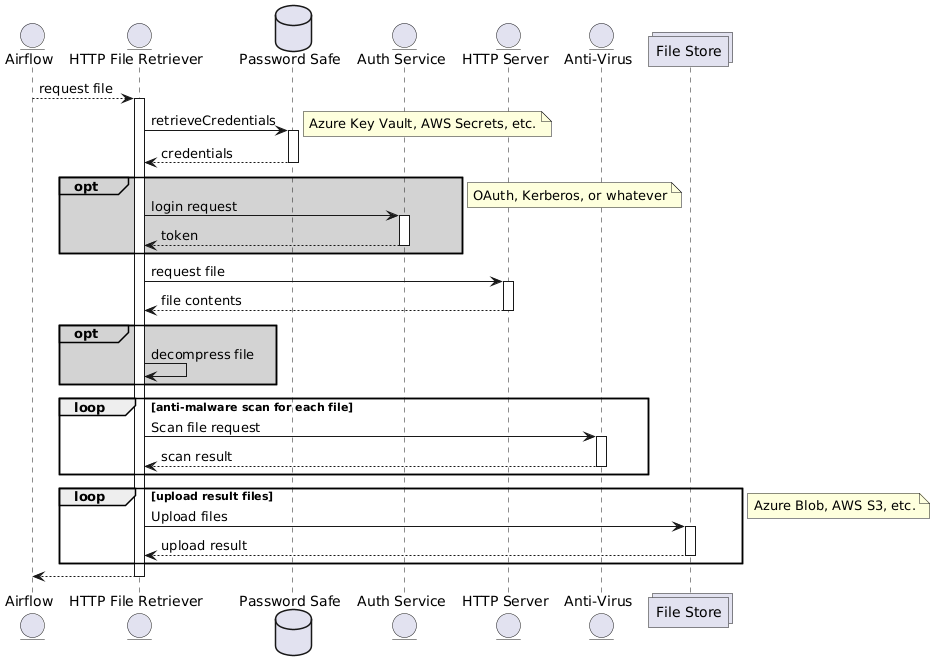 Airflow
HTTP File Retriever
Password Safe
Auth Service
HTTP Server
Anti-Virus
File Store
request file
retrieveCredentials
Azure Key Vault, AWS Secrets, etc.
credentials
opt
OAuth, Kerberos, or whatever
login request
token
request file
file contents
opt
decompress file
loop
[anti-malware scan for each file]
Scan file request
scan result
loop
[upload result files]
Azure Blob, AWS S3, etc.
Upload files
upload result
Airflow
HTTP File Retriever
Password Safe
Auth Service
HTTP Server
Anti-Virus
File Store